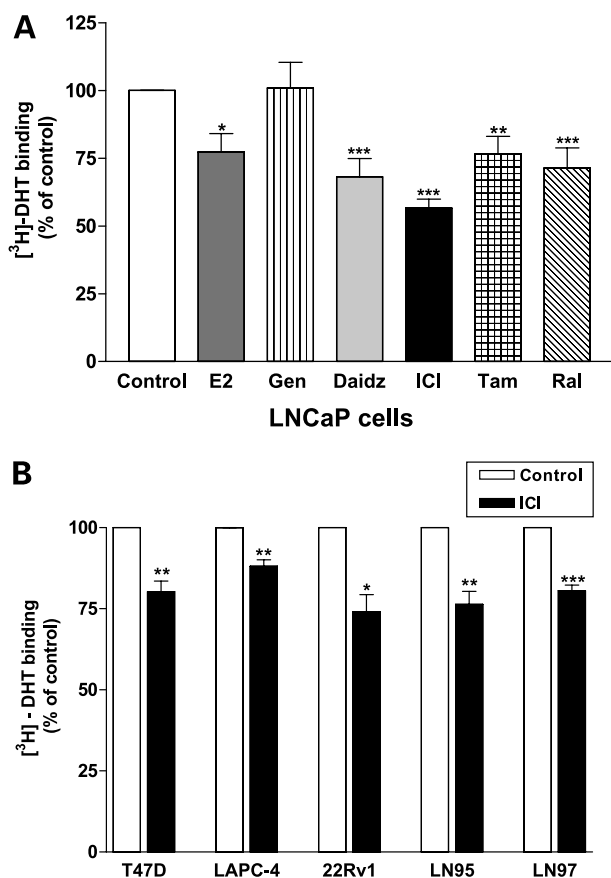 A
[³H]-DHT binding
(% of control)
125
100
75
50
25
0
*
***
***
**
***
Control E2 Gen Daidz ICI Tam Ral
LNCaP cells
B
Control
ICI
[³H] - DHT binding
(% of control)
100
75
50
25
0
**
**
*
**
***
T47D LAPC-4 22Rv1 LN95 LN97